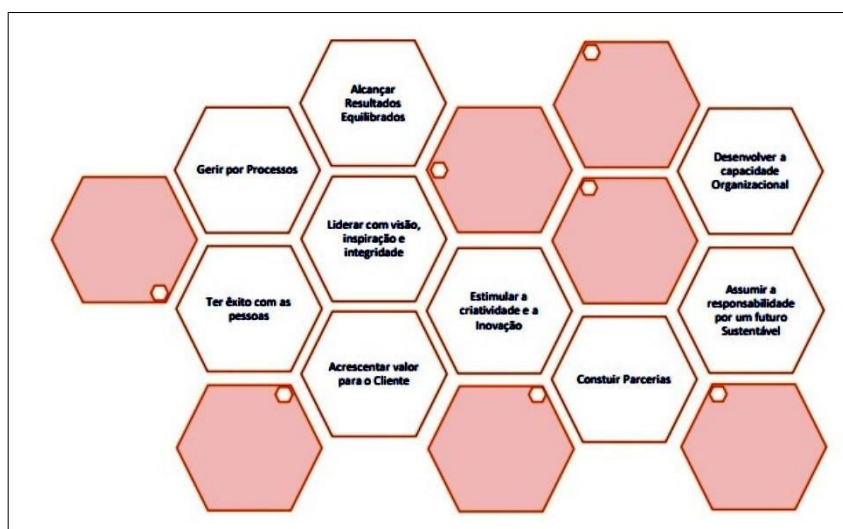 Alcançar
Resultados
Equilibrados
Gerir por Processos
Desenvolver a
capacidade
Organizacional
Liderar com visão,
inspiração e
integridade
Ter êxito com as
pessoas
Estimular a
criatividade e a
Inovação
Assumir a
responsabilidade
por um futuro
Sustentável
Acrescentar valor
para o Cliente
Constuir Parcerias